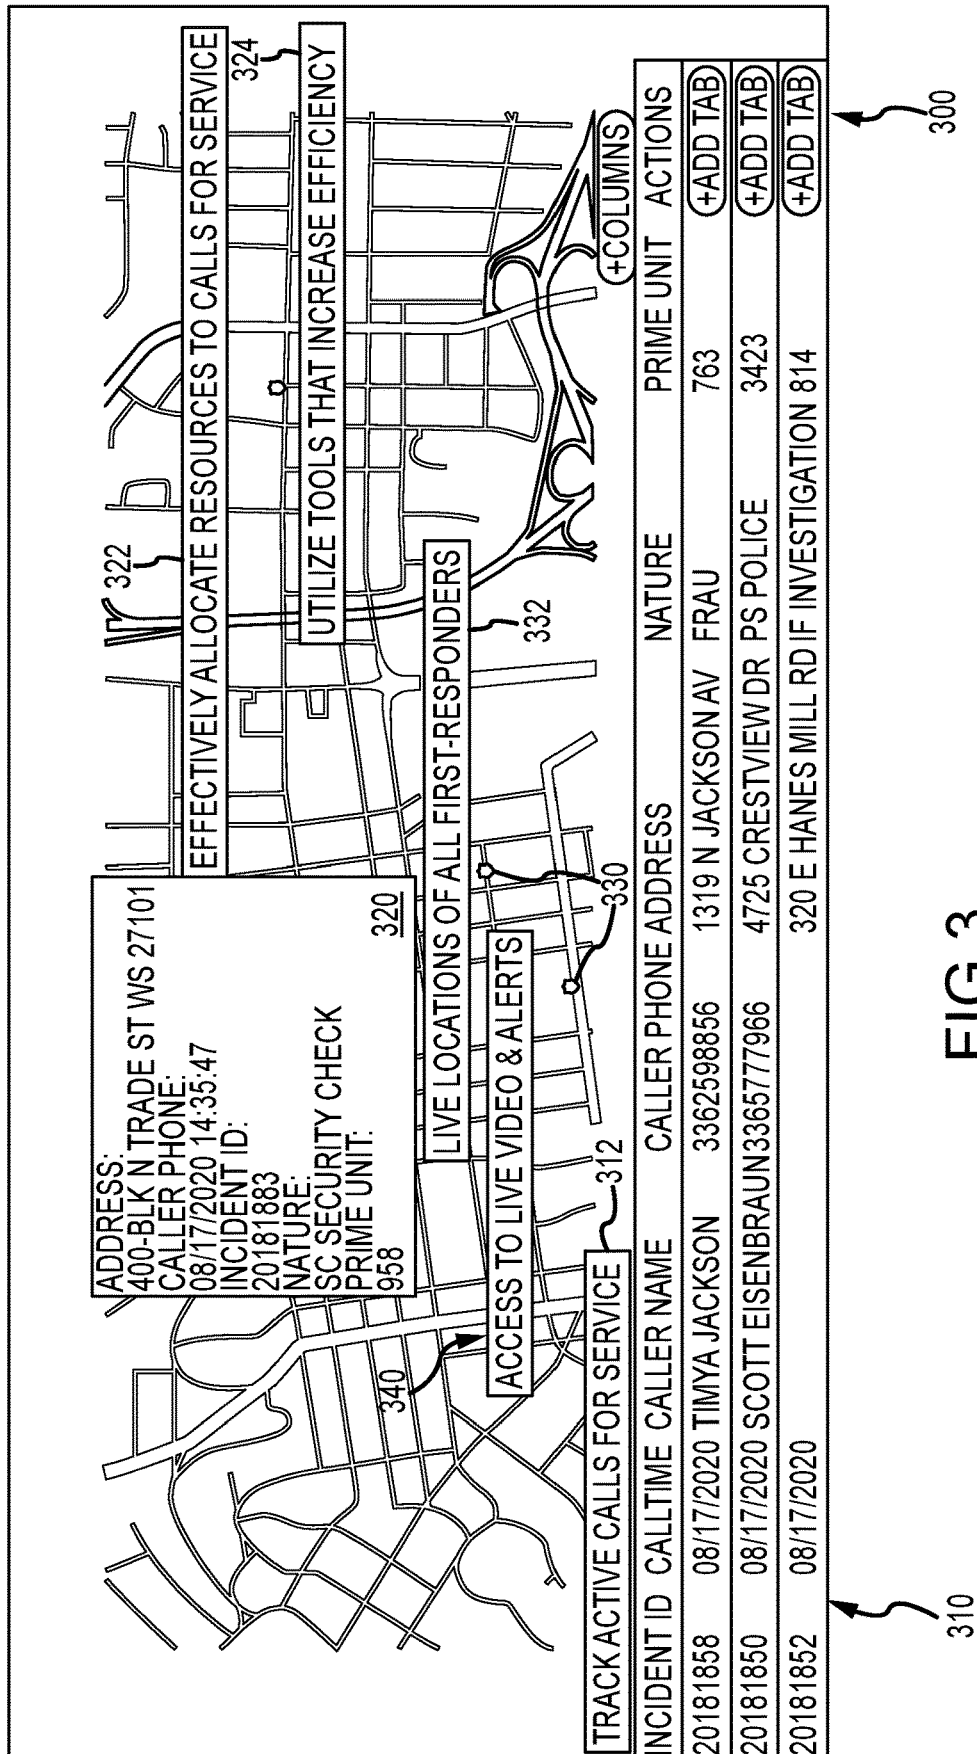 322
EFFECTIVELY ALLOCATE RESOURCES TO CALLS FOR SERVICE
324
UTILIZE TOOLS THAT INCREASE EFFICIENCY
ADDRESS:
400-BLK N TRADE ST WS 27101
CALLER PHONE:
08/17/2020 14:35:47
INCIDENT ID:
20181883
NATURE:
SC SECURITY CHECK
PRIME UNIT:
958
320
LIVE LOCATIONS OF ALL FIRST-RESPONDERS
332
340
ACCESS TO LIVE VIDEO & ALERTS
330
TRACK ACTIVE CALLS FOR SERVICE
312
+COLUMNS
INCIDENT ID CALLTIME CALLER NAME CALLER PHONE ADDRESS NATURE PRIME UNIT ACTIONS
20181858 08/17/2020 TIMYA JACKSON 3362598856 1319 N JACKSON AV FRAU 763 +ADD TAB
20181850 08/17/2020 SCOTT EISENBRAUN3365777966 4725 CRESTVIEW DR PS POLICE 3423 +ADD TAB
20181852 08/17/2020 320 E HANES MILL RD IF INVESTIGATION 814 +ADD TAB
310
300
FIG.3